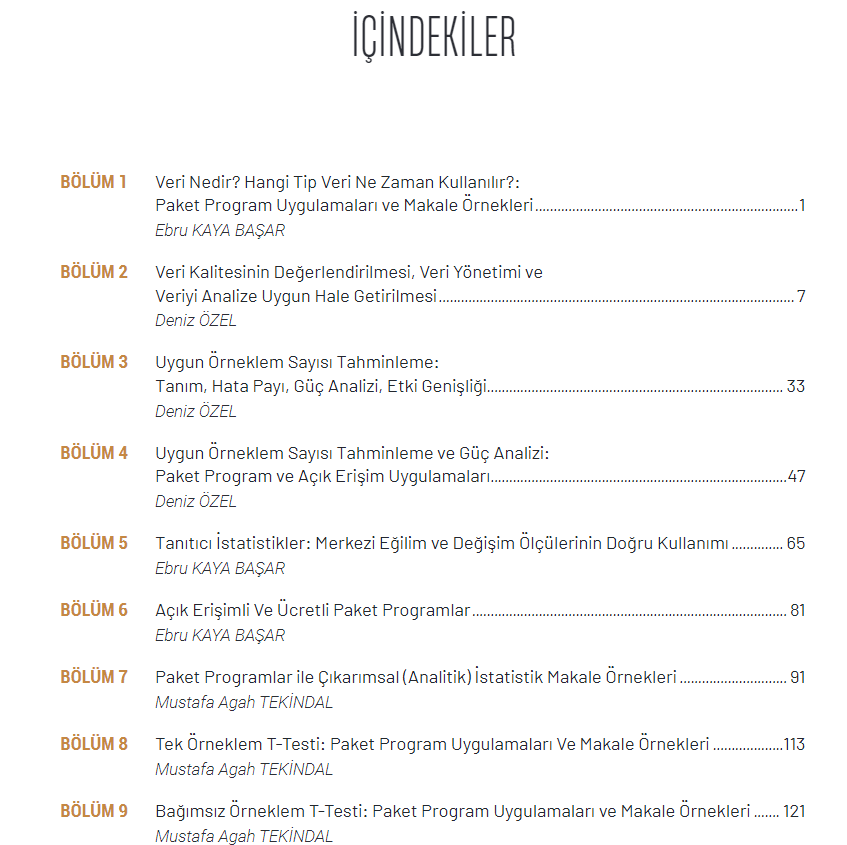 İÇİNDEKİLER
BÖLÜM 1 Veri Nedir? Hangi Tip Veri Ne Zaman Kullanılır?:
Paket Program Uygulamaları ve Makale Örnekleri 1
Ebru KAYA BAŞAR
BÖLÜM 2 Veri Kalitesinin Değerlendirilmesi, Veri Yönetimi ve
Veriyi Analize Uygun Hale Getirilmesi 7
Deniz ÖZEL
BÖLÜM 3 Uygun Örneklem Sayısı Tahminleme:
Tanım, Hata Payı, Güç Analizi, Etki Genişliği 33
Deniz ÖZEL
BÖLÜM 4 Uygun Örneklem Sayısı Tahminleme ve Güç Analizi:
Paket Program ve Açık Erişim Uygulamaları 47
Deniz ÖZEL
BÖLÜM 5 Tanıtıcı İstatistikler: Merkezi Eğilim ve Değişim Ölçülerinin Doğru Kullanımı 65
Ebru KAYA BAŞAR
BÖLÜM 6 Açık Erişimli Ve Ücretli Paket Programlar 81
Ebru KAYA BAŞAR
BÖLÜM 7 Paket Programlar ile Çıkarımsal (Analitik) İstatistik Makale Örnekleri 91
Mustafa Agah TEKİNDAL
BÖLÜM 8 Tek Örneklem T-Testi: Paket Program Uygulamaları Ve Makale Örnekleri 113
Mustafa Agah TEKİNDAL
BÖLÜM 9 Bağımsız Örneklem T-Testi: Paket Program Uygulamaları ve Makale Örnekleri 121
Mustafa Agah TEKİNDAL